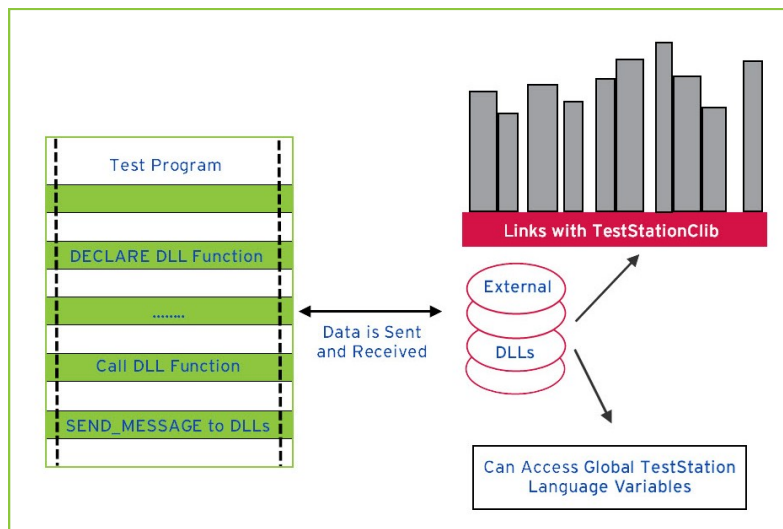 Test Program
DECLARE DLL Function
........
Call DLL Function
SEND_MESSAGE to DLLs
Data is Sent
and Received
Links with TestStationClib
External
DLLs
Can Access Global TestStation
Language Variables